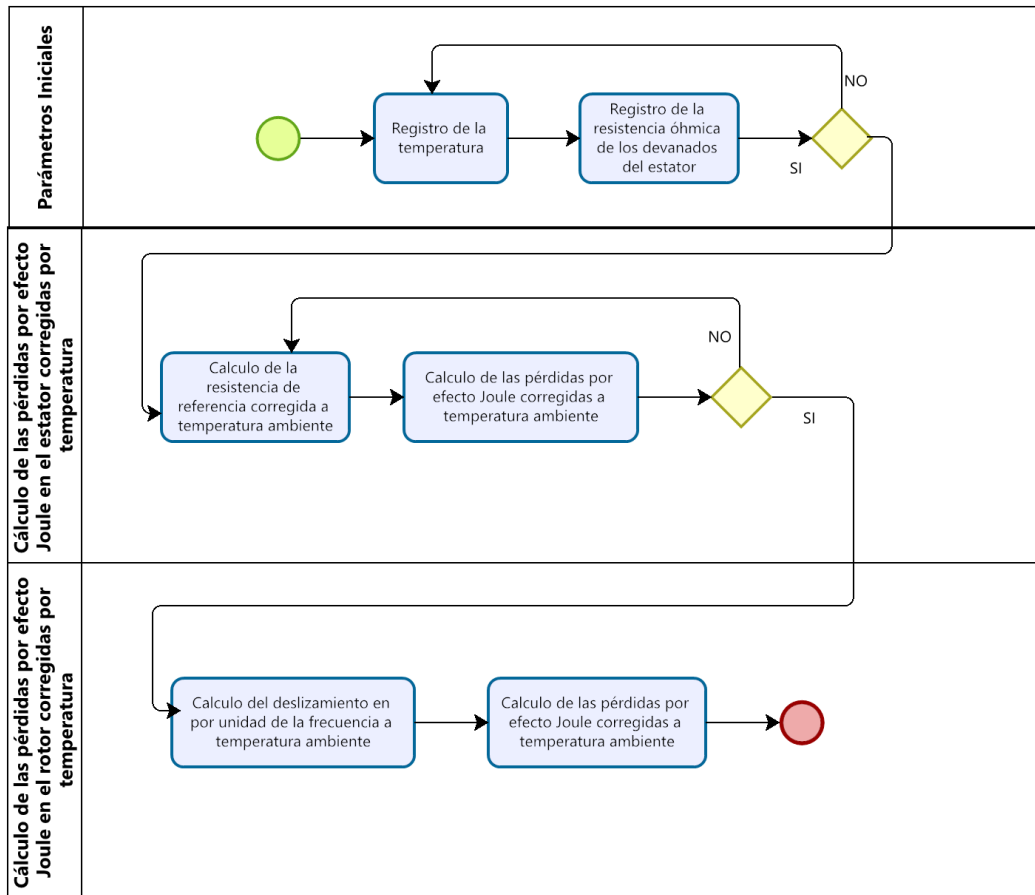 Parámetros Iniciales
Registro de la
temperatura
Registro de la
resistencia óhmica
de los devanados
del estator
NO
SI
Cálculo de las pérdidas por efecto
Joule en el estator corregidas por
temperatura
Calculo de la
resistencia de
referencia corregida a
temperatura ambiente
Calculo de las pérdidas por
efecto Joule corregidas a
temperatura ambiente
NO
SI
Cálculo de las pérdidas por efecto
Joule en el rotor corregidas por
temperatura
Calculo del deslizamiento en
por unidad de la frecuencia a
temperatura ambiente
Calculo de las pérdidas por
efecto Joule corregidas a
temperatura ambiente